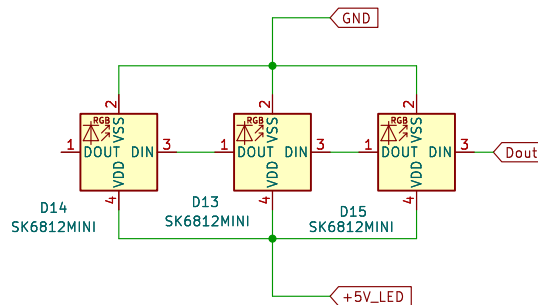 GND
2
2
2
RGB
RGB
RGB
VSS
VSS
VSS
1
DOUT
DIN
3
1
DOUT
DIN
3
1
DOUT
DIN
3
Dout
VDD
VDD
VDD
4
4
4
D14
SK6812MINI
D13
SK6812MINI
D15
SK6812MINI
+5V_LED